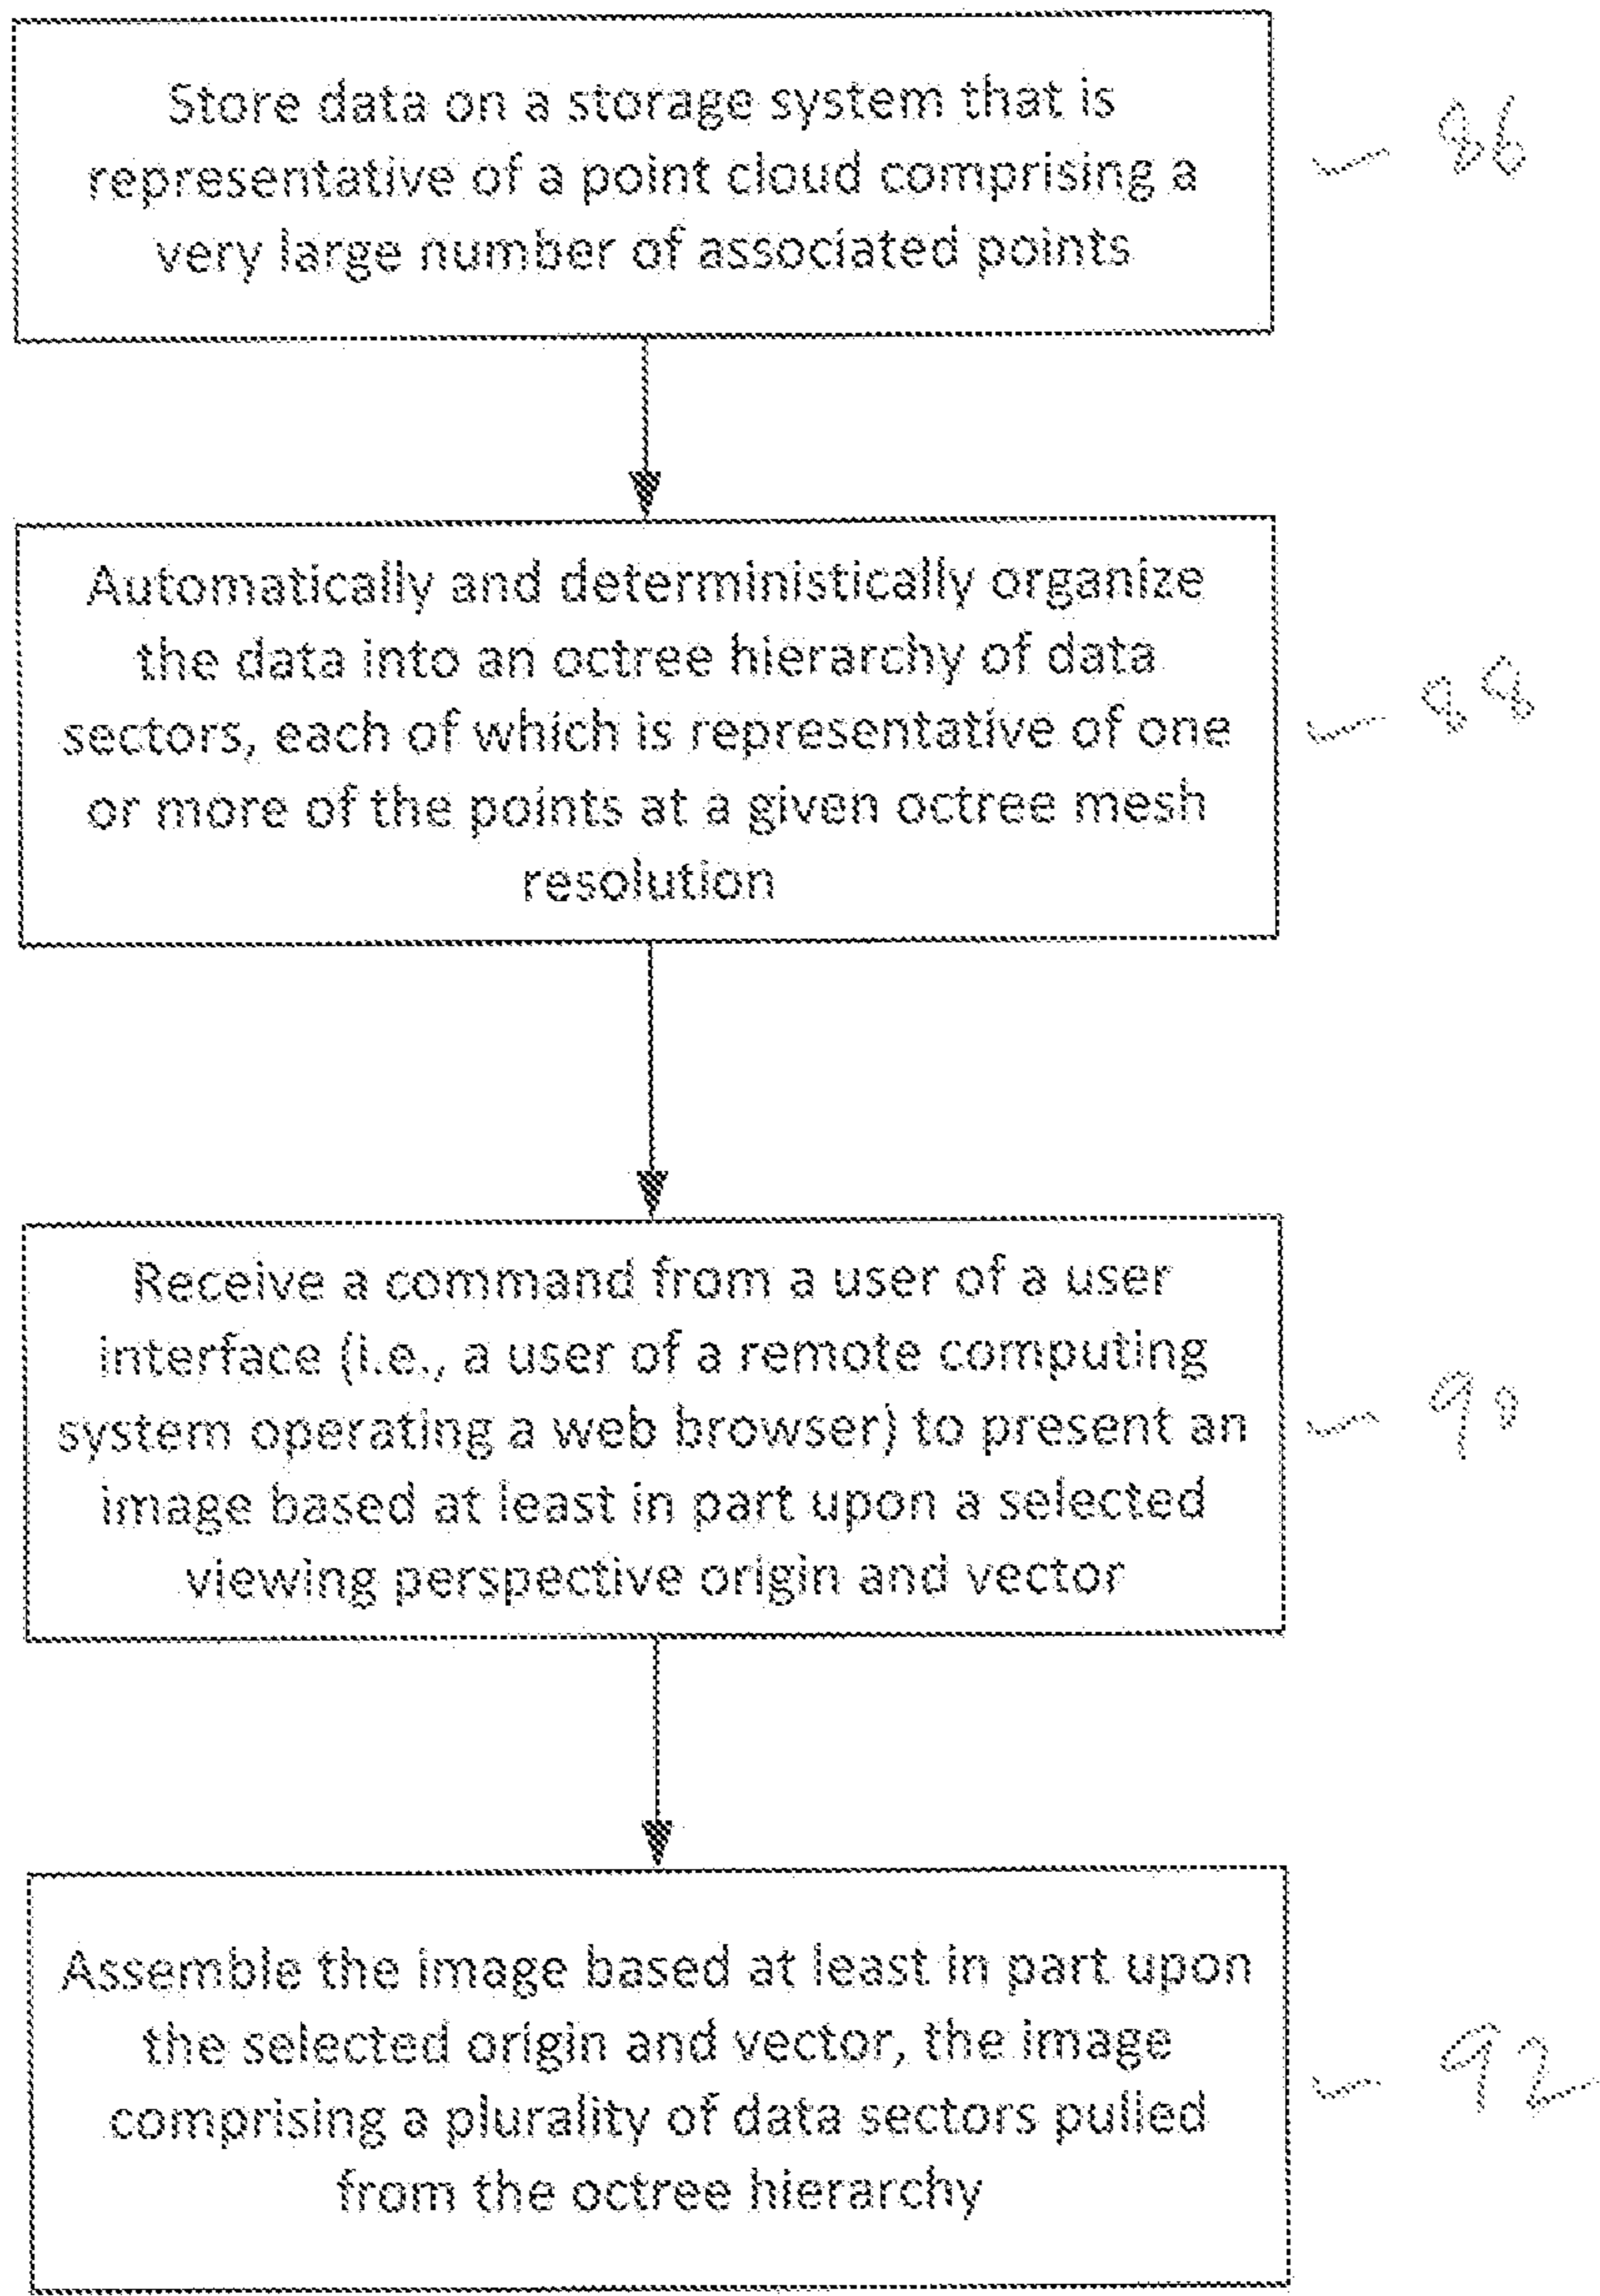 Store data on a storage system that is
representative of a point cloud comprising a
very large number of associated points
86
Automatically and deterministically organize
the data into an octree hierarchy of data
sectors, each of which is representative of one
or more of the points at a given octree mesh
resolution
88
Receive a command from a user of a user
interface (i.e., a user of a remote computing
system operating a web browser) to present an
image based at least in part upon a selected
viewing perspective origin and vector
90
Assemble the image based at least in part upon
the selected origin and vector, the image
comprising a plurality of data sectors pulled
from the octree hierarchy
92